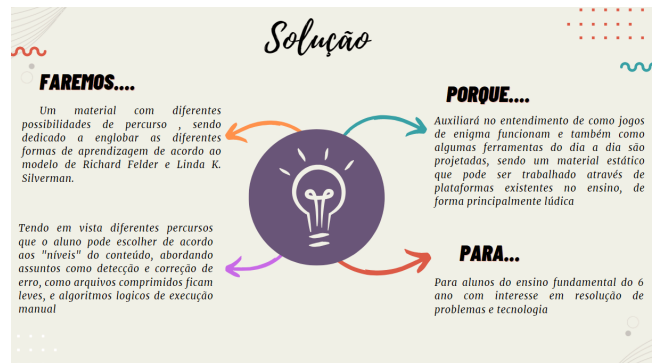 Solução
FAREMOS....
Um material com diferentes
possibilidades de percurso , sendo
dedicado a englobar as diferentes
formas de aprendizagem de acordo ao
modelo de Richard Felder e Linda K.
Silverman.
Tendo em vista diferentes percursos
que o aluno pode escolher de acordo
aos "níveis" do conteúdo, abordando
assuntos como detecção e correção de
erro, como arquivos comprimidos ficam
leves, e algoritmos logicos de execução
manual
PORQUE....
Auxiliará no entendimento de como jogos
de enigma funcionam e também como
algumas ferramentas do dia a dia são
projetadas, sendo um material estático
que pode ser trabalhado através de
plataformas existentes no ensino, de
forma principalmente lúdica
PARA...
Para alunos do ensino fundamental do 6
ano com interesse em resolução de
problemas e tecnologia